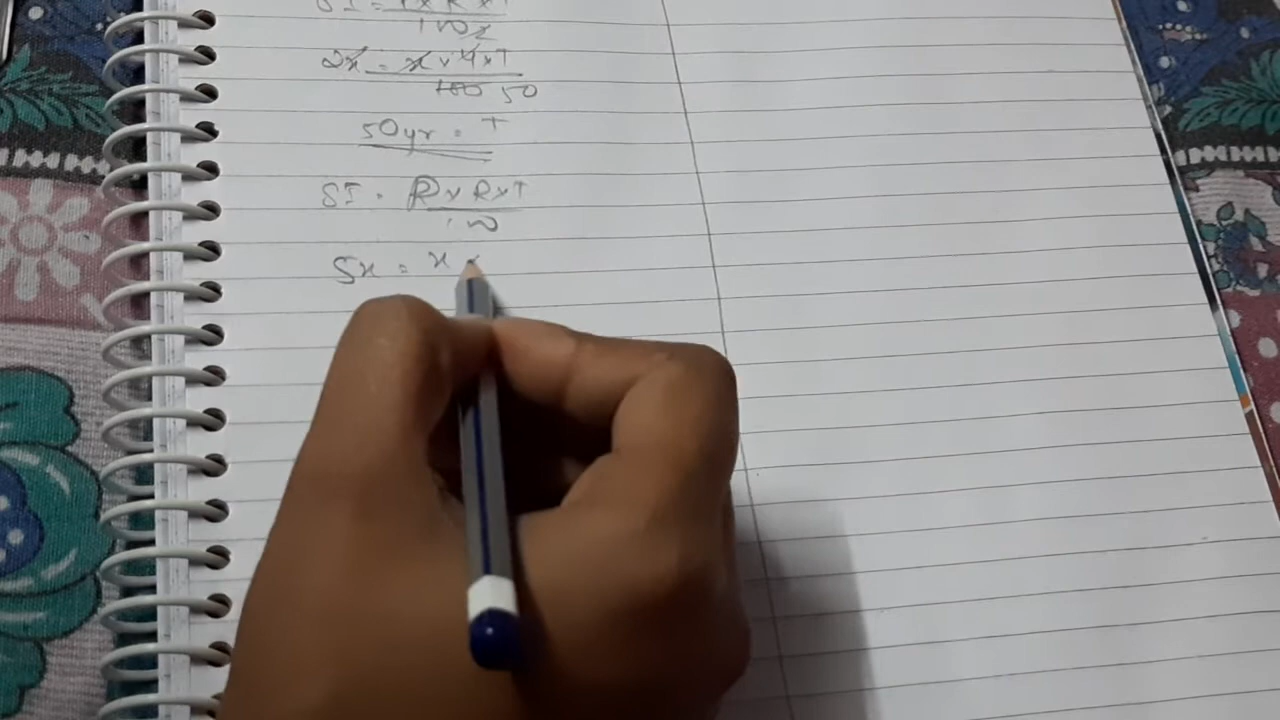 SI = P x R x T
100
2x = x x 4 x T
100 50
50yr = T
SI = P x R x T
100
5x = x x